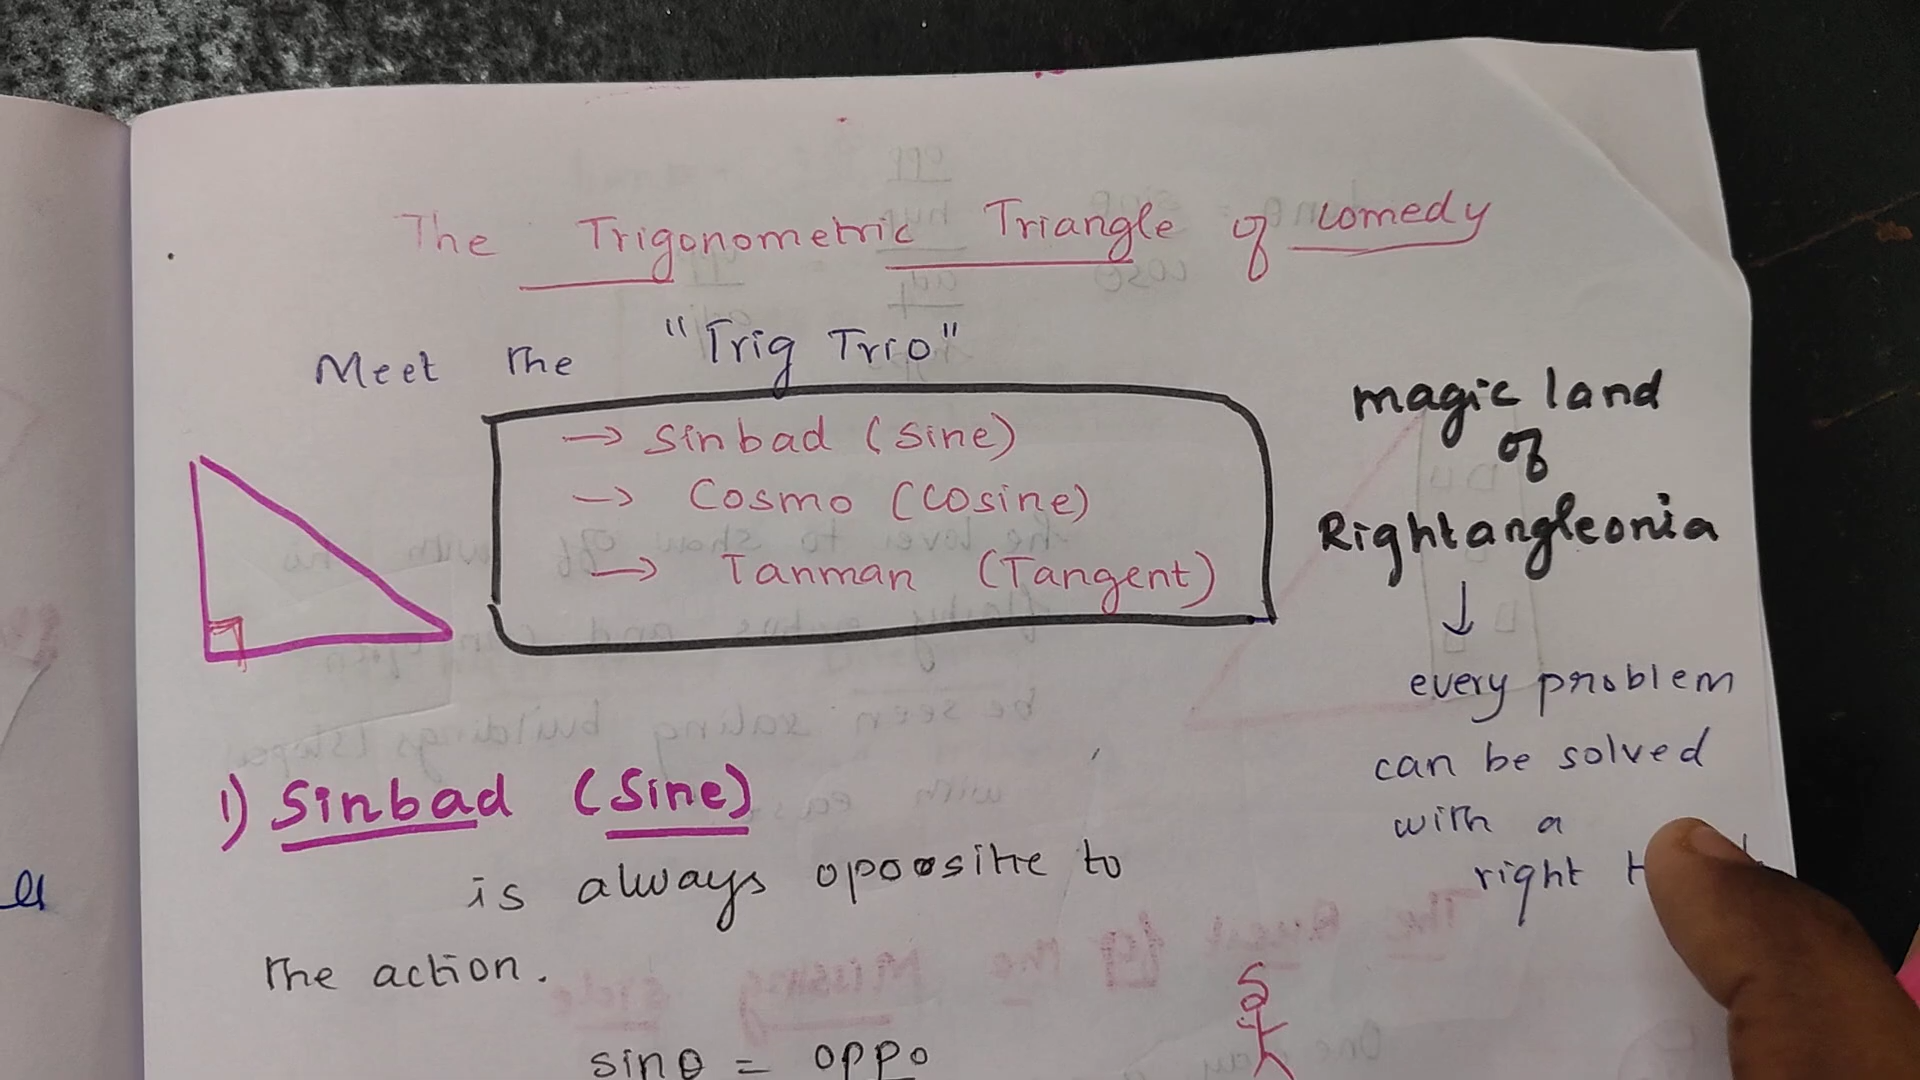 The Trigonometric Triangle of comedy
Meet the "Trig Trio"
→ Sinbad (Sine)
→ Cosmo (Cosine)
→ Tanman (Tangent)
magic land
of
Rightangleonia
↓
every problem
can be solved
with a
right
1) Sinbad (Sine)
is always opoosite to
the action.
sinθ = oppo